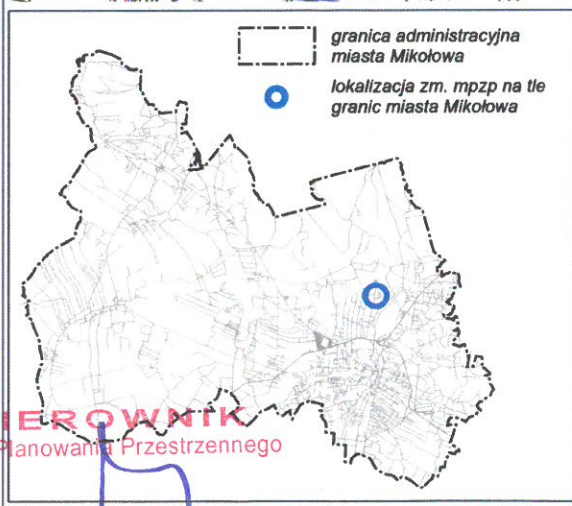 granica administracyjna
miasta Mikołowa
lokalizacja zm. mpzp na tle
granic miasta Mikołowa
IEROWNIK
Planowania Przestrzennego